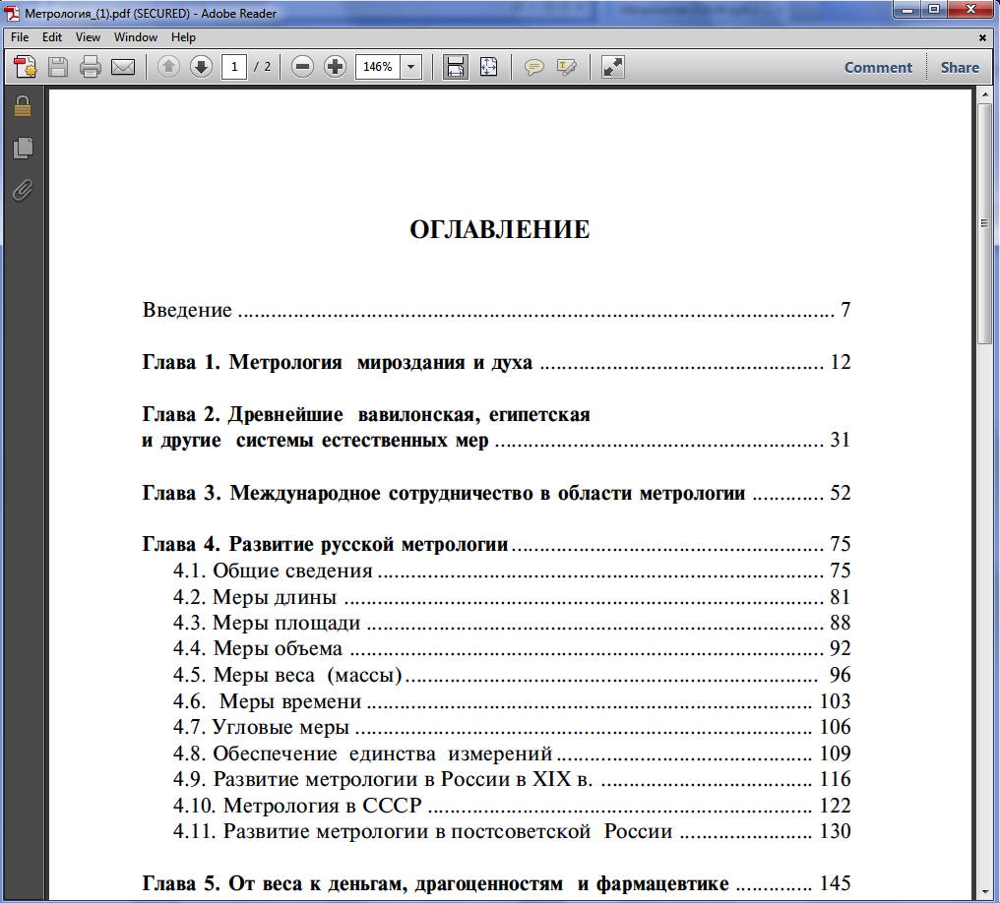 Метрология_(1).pdf (SECURED) - Adobe Reader
File Edit View Window Help
1 / 2 146% Comment Share
ОГЛАВЛЕНИЕ
Введение .......... 7
Глава 1. Метрология мироздания и духа .......... 12
Глава 2. Древнейшие вавилонская, египетская
и другие системы естественных мер .......... 31
Глава 3. Международное сотрудничество в области метрологии .......... 52
Глава 4. Развитие русской метрологии .......... 75
4.1. Общие сведения .......... 75
4.2. Меры длины .......... 81
4.3. Меры площади .......... 88
4.4. Меры объема .......... 92
4.5. Меры веса (массы) .......... 96
4.6. Меры времени .......... 103
4.7. Угловые меры .......... 106
4.8. Обеспечение единства измерений .......... 109
4.9. Развитие метрологии в России в XIX в. .......... 116
4.10. Метрология в СССР .......... 122
4.11. Развитие метрологии в постсоветской России .......... 130
Глава 5. От веса к деньгам, драгоценностям и фармацевтике .......... 145